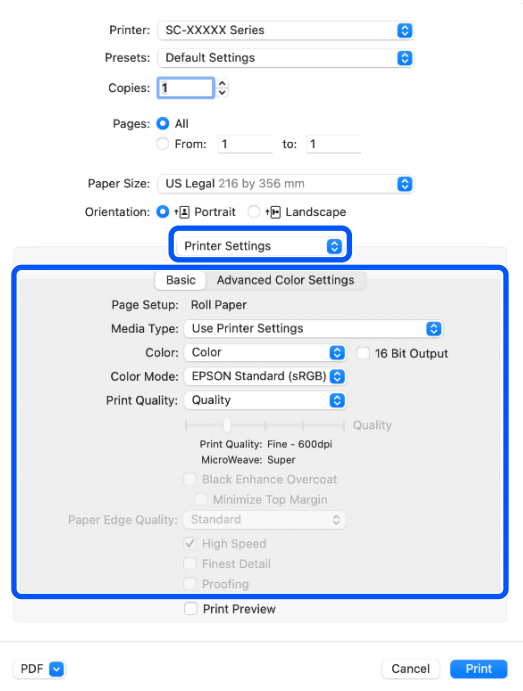 Printer: SC-XXXXX Series
Presets: Default Settings
Copies: 1
Pages: All
From: 1 to: 1
Paper Size: US Legal 216 by 356 mm
Orientation: Portrait Landscape
Printer Settings
Basic Advanced Color Settings
Page Setup: Roll Paper
Media Type: Use Printer Settings
Color: Color 16 Bit Output
Color Mode: EPSON Standard (sRGB)
Print Quality: Quality
Quality
Print Quality: Fine - 600dpi
MicroWeave: Super
Black Enhance Overcoat
Minimize Top Margin
Paper Edge Quality: Standard
High Speed
Finest Detail
Proofing
Print Preview
PDF Cancel Print